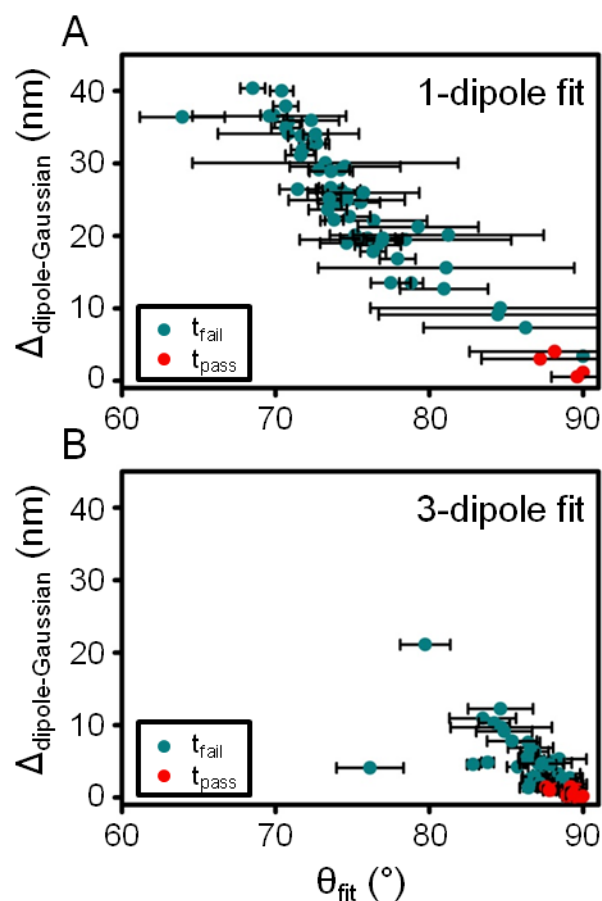 A
1-dipole fit
Δdipole-Gaussian (nm)
40
30
20
10
0
tfail
tpass
60 70 80 90
B
3-dipole fit
Δdipole-Gaussian (nm)
40
30
20
10
0
tfail
tpass
60 70 80 90
θfit (°)